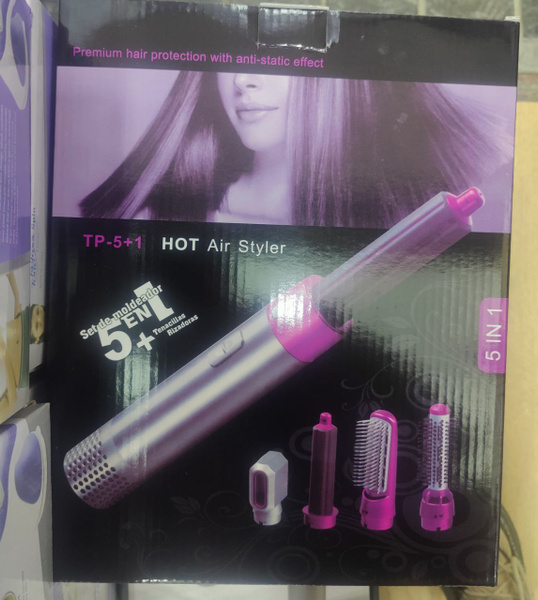 Premium hair protection with anti-static effect
TP-5+1 HOT Air Styler
Set de moldeador
5 EN 1
+ Tenacillas
Rizadoras
5 IN 1